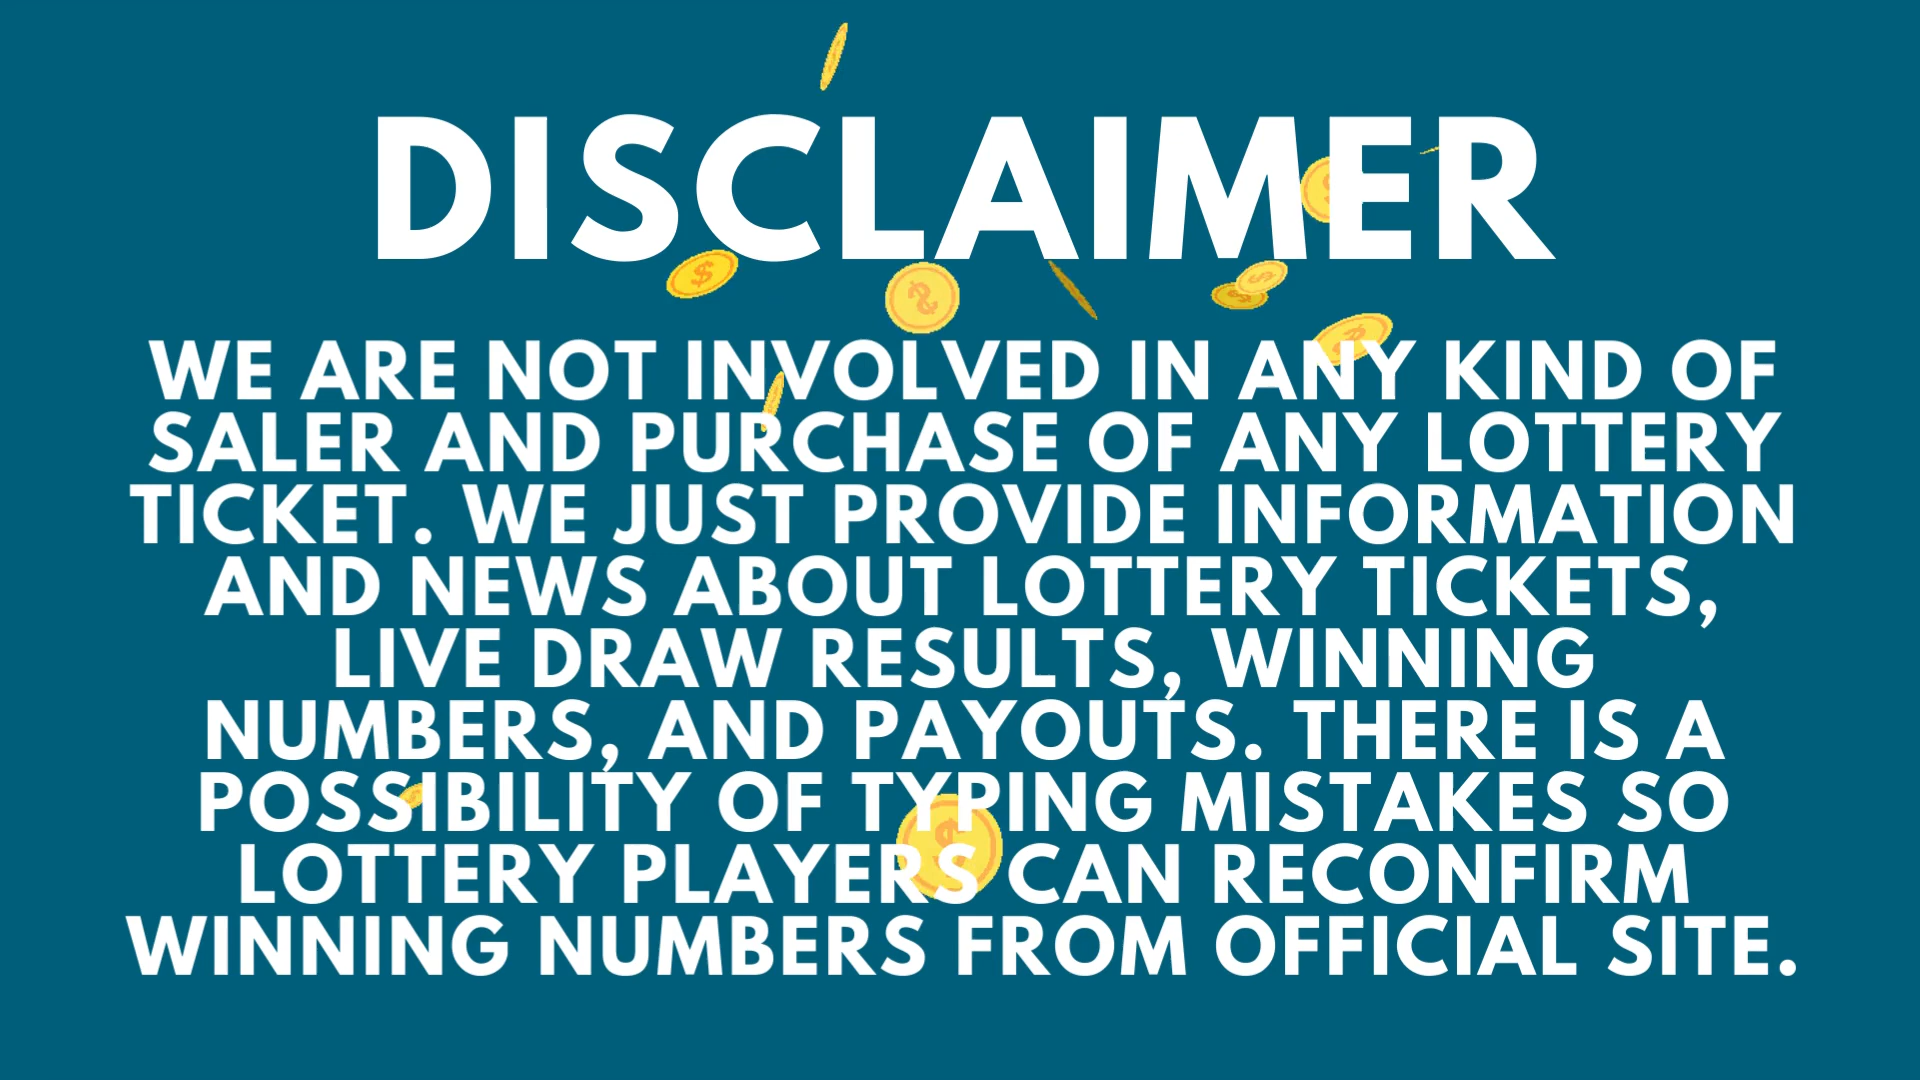 DISCLAIMER
WE ARE NOT INVOLVED IN ANY KIND OF
SALER AND PURCHASE OF ANY LOTTERY
TICKET. WE JUST PROVIDE INFORMATION
AND NEWS ABOUT LOTTERY TICKETS,
LIVE DRAW RESULTS, WINNING
NUMBERS, AND PAYOUTS. THERE IS A
POSSIBILITY OF TYPING MISTAKES SO
LOTTERY PLAYERS CAN RECONFIRM
WINNING NUMBERS FROM OFFICIAL SITE.